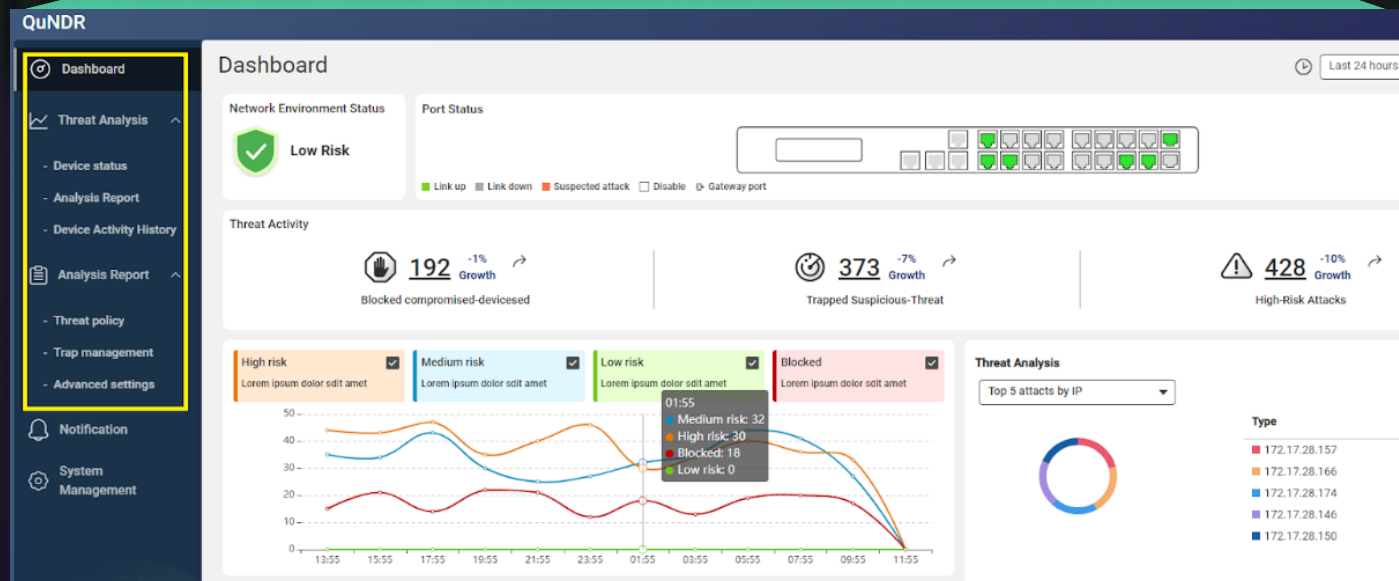 QuNDR
Dashboard
Threat Analysis
- Device status
- Analysis Report
- Device Activity History
Analysis Report
- Threat policy
- Trap management
- Advanced settings
Notification
System
Management
Dashboard
Last 24 hours
Network Environment Status
Low Risk
Port Status
Link up Link down Suspected attack Disable Gateway port
Threat Activity
192 -1% Growth
Blocked compromised-devicesed
373 -7% Growth
Trapped Suspicious-Threat
428 -10% Growth
High-Risk Attacks
High risk
Lorem ipsum dolor sdit amet
Medium risk
Lorem ipsum dolor sdit amet
Low risk
Lorem ipsum dolor sdit amet
Blocked
Lorem ipsum dolor sdit amet
01:55
Medium risk: 32
High risk: 30
Blocked: 18
Low risk: 0
50
40
30
20
10
0
13:55 15:55 17:55 19:55 21:55 23:55 01:55 03:55 05:55 07:55 09:55 11:55
Threat Analysis
Top 5 attacts by IP
Type
172.17.28.157
172.17.28.166
172.17.28.174
172.17.28.146
172.17.28.150